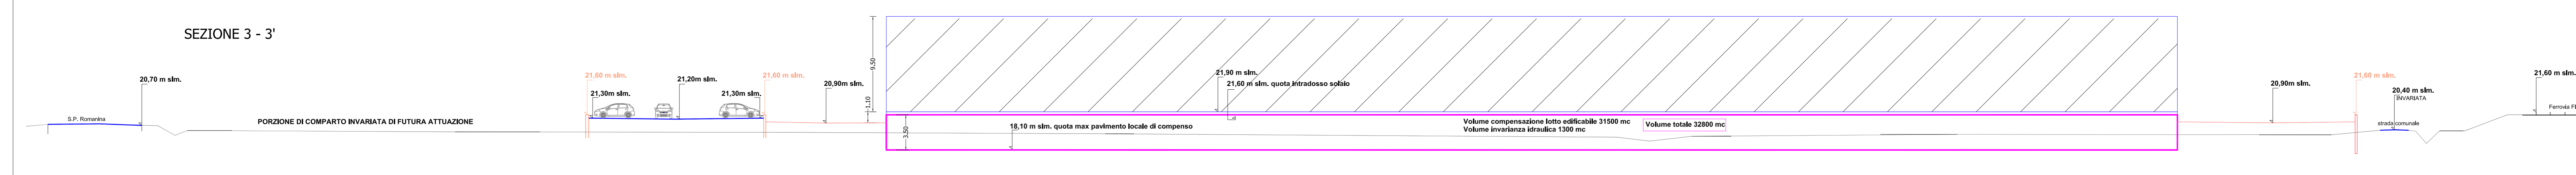 SEZIONE 3 - 3'
20,70 m slm.
S.P. Romanina
PORZIONE DI COMPARTO INVARIATA DI FUTURA ATTUAZIONE
21,60 m slm.
21,30m slm.
21,20m slm.
21,30m slm.
21,60 m slm.
20,90m slm.
9,50
1,10
3,50
21,90 m slm.
21,60 m slm. quota intradosso solaio
18,10 m slm. quota max pavimento locale di compenso
Volume compensazione lotto edificabile 31500 mc
Volume invarianza idraulica 1300 mc
Volume totale 32800 mc
20,90m slm.
21,60 m slm.
20,40 m slm.
INVARIATA
strada comunale
21,60 m slm.
Ferrovia